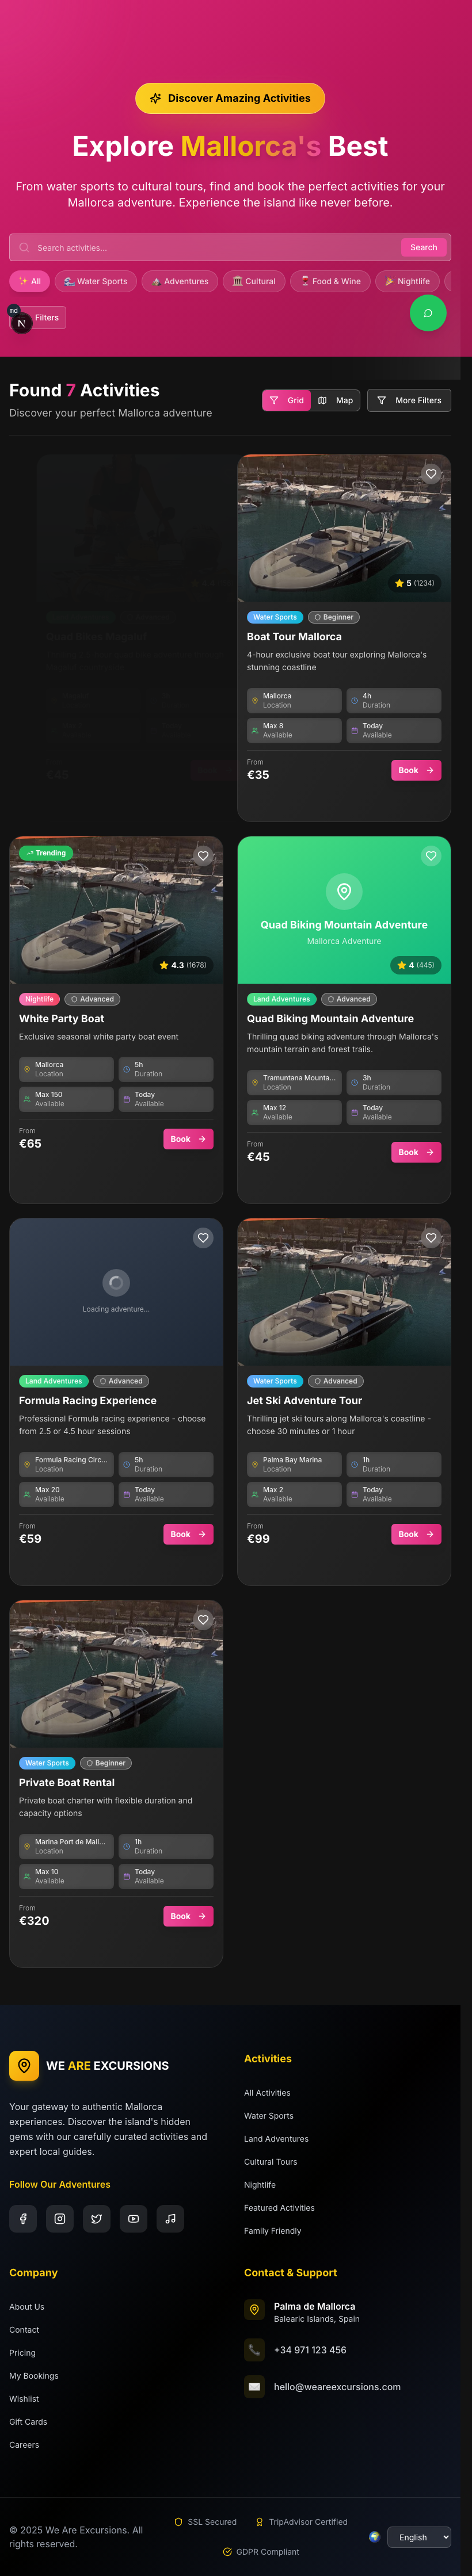 Discover Amazing Activities
Explore Mallorca's Best
From water sports to cultural tours, find and book the perfect activities for your
Mallorca adventure. Experience the island like never before.
Search activities...
Search
✨ All
Water Sports
Adventures
Cultural
Food & Wine
Nightlife
md
N
Filters
Found 7 Activities
Discover your perfect Mallorca adventure
Grid
Map
More Filters
5 (1234)
Water Sports
Beginner
Boat Tour Mallorca
4-hour exclusive boat tour exploring Mallorca's
stunning coastline
Mallorca
Location
4h
Duration
Max 8
Available
Today
Available
From
€35
Book
Trending
4.3 (1678)
Nightlife
Advanced
White Party Boat
Exclusive seasonal white party boat event
Mallorca
Location
5h
Duration
Max 150
Available
Today
Available
From
€65
Book
Quad Biking Mountain Adventure
Mallorca Adventure
4 (445)
Land Adventures
Advanced
Quad Biking Mountain Adventure
Thrilling quad biking adventure through Mallorca's
mountain terrain and forest trails.
Tramuntana Mounta...
Location
3h
Duration
Max 12
Available
Today
Available
From
€45
Book
Loading adventure...
Land Adventures
Advanced
Formula Racing Experience
Professional Formula racing experience - choose
from 2.5 or 4.5 hour sessions
Formula Racing Circ...
Location
5h
Duration
Max 20
Available
Today
Available
From
€59
Book
Water Sports
Advanced
Jet Ski Adventure Tour
Thrilling jet ski tours along Mallorca's coastline -
choose 30 minutes or 1 hour
Palma Bay Marina
Location
1h
Duration
Max 2
Available
Today
Available
From
€99
Book
Water Sports
Beginner
Private Boat Rental
Private boat charter with flexible duration and
capacity options
Marina Port de Mall...
Location
1h
Duration
Max 10
Available
Today
Available
From
€320
Book
WE ARE EXCURSIONS
Your gateway to authentic Mallorca
experiences. Discover the island's hidden
gems with our carefully curated activities and
expert local guides.
Follow Our Adventures
Activities
All Activities
Water Sports
Land Adventures
Cultural Tours
Nightlife
Featured Activities
Family Friendly
Company
About Us
Contact
Pricing
My Bookings
Wishlist
Gift Cards
Careers
Contact & Support
Palma de Mallorca
Balearic Islands, Spain
+34 971 123 456
hello@weareexcursions.com
© 2025 We Are Excursions. All
rights reserved.
SSL Secured
TripAdvisor Certified
GDPR Compliant
English